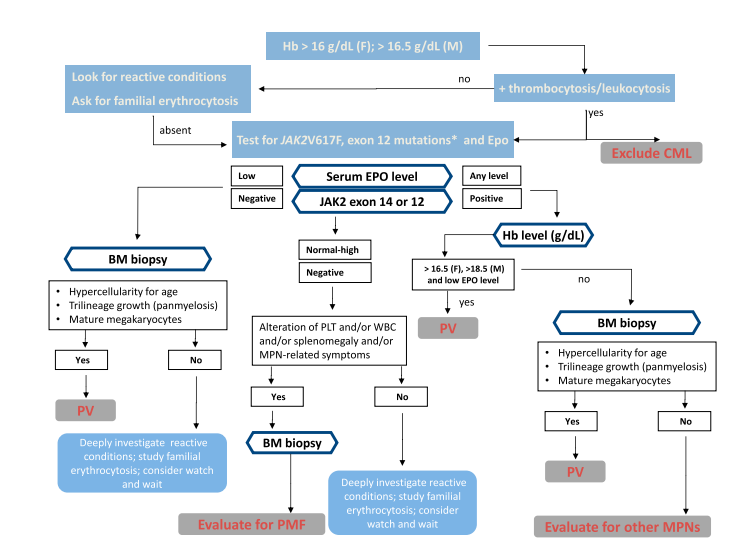 Hb > 16 g/dL (F); > 16.5 g/dL (M)
Look for reactive conditions
Ask for familial erythrocytosis
no
+ thrombocytosis/leukocytosis
absent
yes
Test for JAK2V617F, exon 12 mutations* and Epo
Exclude CML
Low
Serum EPO level
Any level
Negative
JAK2 exon 14 or 12
Positive
Hb level (g/dL)
Normal-high
Negative
BM biopsy
> 16.5 (F), >18.5 (M)
and low EPO level
no
yes
• Hypercellularity for age
• Trilineage growth (panmyelosis)
• Mature megakaryocytes
PV
BM biopsy
Alteration of PLT and/or WBC
and/or splenomegaly and/or
MPN-related symptoms
Yes
No
• Hypercellularity for age
• Trilineage growth (panmyelosis)
• Mature megakaryocytes
Yes
No
PV
Yes
No
Deeply investigate reactive
conditions; study familial
erythrocytosis; consider watch
and wait
BM biopsy
PV
Deeply investigate reactive
conditions; study familial
erythrocytosis; consider
watch and wait
Evaluate for PMF
Evaluate for other MPNs